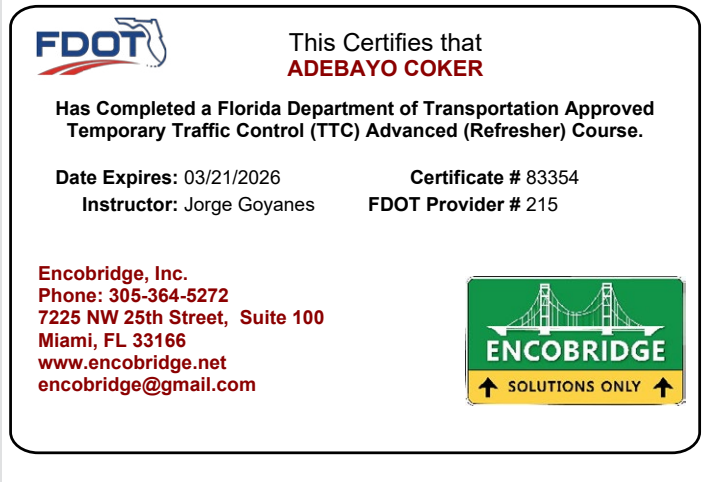 FDOT
This Certifies that
ADEBAYO COKER
Has Completed a Florida Department of Transportation Approved
Temporary Traffic Control (TTC) Advanced (Refresher) Course.
Date Expires: 03/21/2026 Certificate # 83354
Instructor: Jorge Goyanes FDOT Provider # 215
Encobridge, Inc.
Phone: 305-364-5272
7225 NW 25th Street, Suite 100
Miami, FL 33166
www.encobridge.net
encobridge@gmail.com
ENCOBRIDGE
SOLUTIONS ONLY